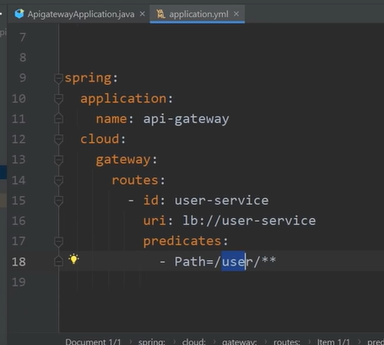 ApigatewayApplication.java × application.yml ×
7
8
9 spring:
10 application:
11 name: api-gateway
12 cloud:
13 gateway:
14 routes:
15 - id: user-service
16 uri: lb://user-service
17 predicates:
18 - Path=/user/**
19
Document 1/1 spring: cloud: gateway: routes: Item 1/1